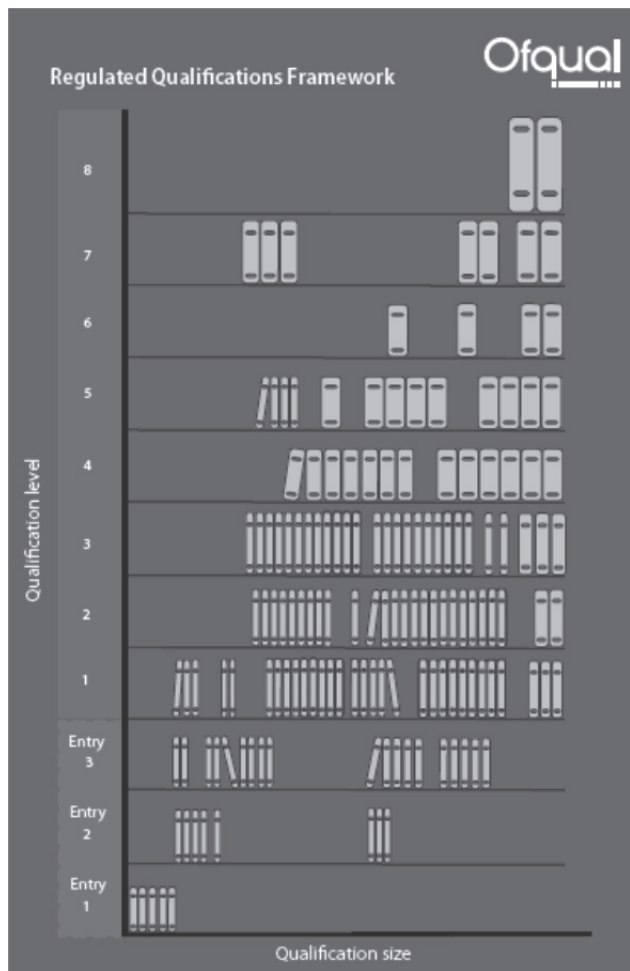 Ofqual
Regulated Qualifications Framework
8
7
6
5
4
3
2
1
Entry
3
Entry
2
Entry
1
Qualification level
Qualification size